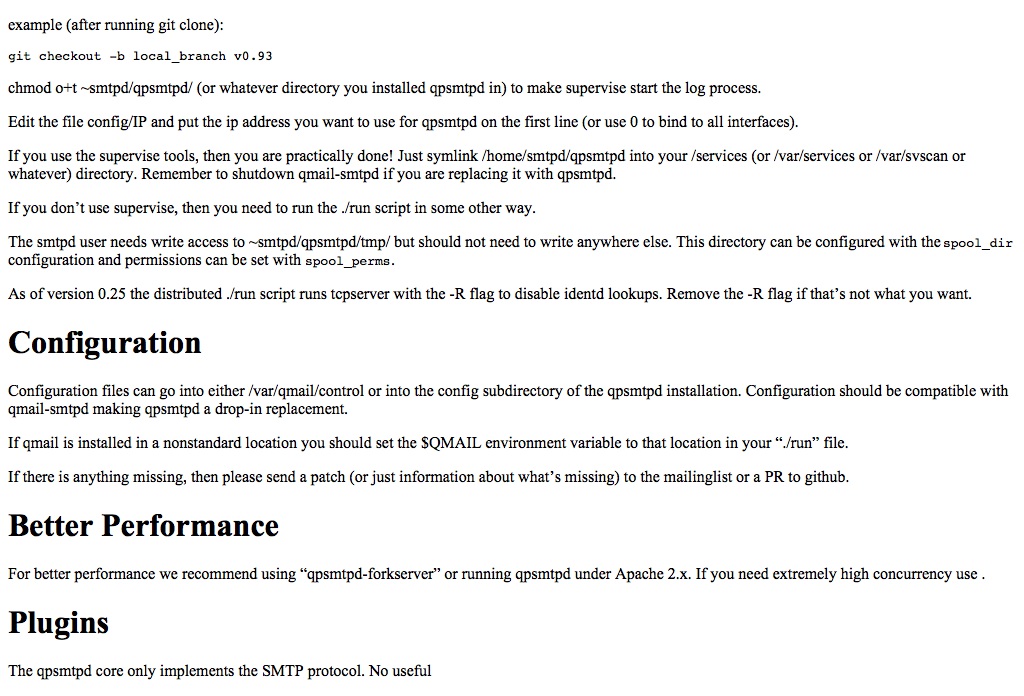 example (after running git clone):
git checkout -b local_branch v0.93
chmod o+t ~smtpd/qpsmtpd/ (or whatever directory you installed qpsmtpd in) to make supervise start the log process.
Edit the file config/IP and put the ip address you want to use for qpsmtpd on the first line (or use 0 to bind to all interfaces).
If you use the supervise tools, then you are practically done! Just symlink /home/smtpd/qpsmtpd into your /services (or /var/services or /var/svscan or
whatever) directory. Remember to shutdown qmail-smtpd if you are replacing it with qpsmtpd.
If you don’t use supervise, then you need to run the ./run script in some other way.
The smtpd user needs write access to ~smtpd/qpsmtpd/tmp/ but should not need to write anywhere else. This directory can be configured with the spool_dir
configuration and permissions can be set with spool_perms.
As of version 0.25 the distributed ./run script runs tcpserver with the -R flag to disable identd lookups. Remove the -R flag if that’s not what you want.
Configuration
Configuration files can go into either /var/qmail/control or into the config subdirectory of the qpsmtpd installation. Configuration should be compatible with
qmail-smtpd making qpsmtpd a drop-in replacement.
If qmail is installed in a nonstandard location you should set the $QMAIL environment variable to that location in your “./run” file.
If there is anything missing, then please send a patch (or just information about what’s missing) to the mailinglist or a PR to github.
Better Performance
For better performance we recommend using “qpsmtpd-forkserver” or running qpsmtpd under Apache 2.x. If you need extremely high concurrency use .
Plugins
The qpsmtpd core only implements the SMTP protocol. No useful